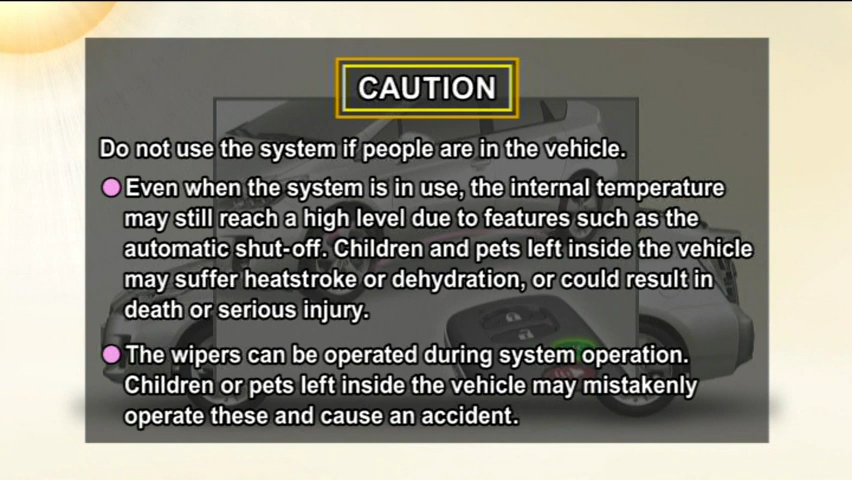 CAUTION
Do not use the system if people are in the vehicle.
Even when the system is in use, the internal temperature
may still reach a high level due to features such as the
automatic shut-off. Children and pets left inside the vehicle
may suffer heatstroke or dehydration, or could result in
death or serious injury.
The wipers can be operated during system operation.
Children or pets left inside the vehicle may mistakenly
operate these and cause an accident.